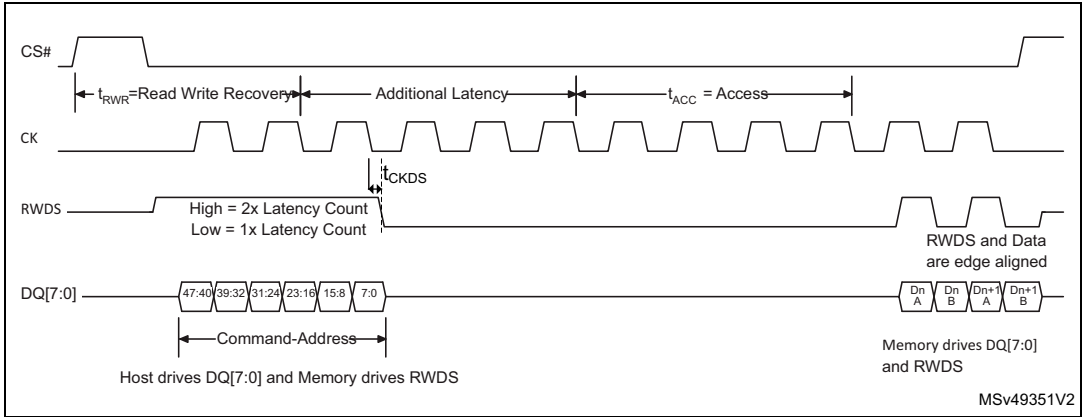 CS#
tRWR=Read Write Recovery
Additional Latency
tACC = Access
CK
tCKDS
RWDS
High = 2x Latency Count
Low = 1x Latency Count
RWDS and Data
are edge aligned
DQ[7:0]
47:40 39:32 31:24 23:16 15:8 7:0
Dn A
Dn B
Dn+1 A
Dn+1 B
Command-Address
Host drives DQ[7:0] and Memory drives RWDS
Memory drives DQ[7:0]
and RWDS
MSv49351V2